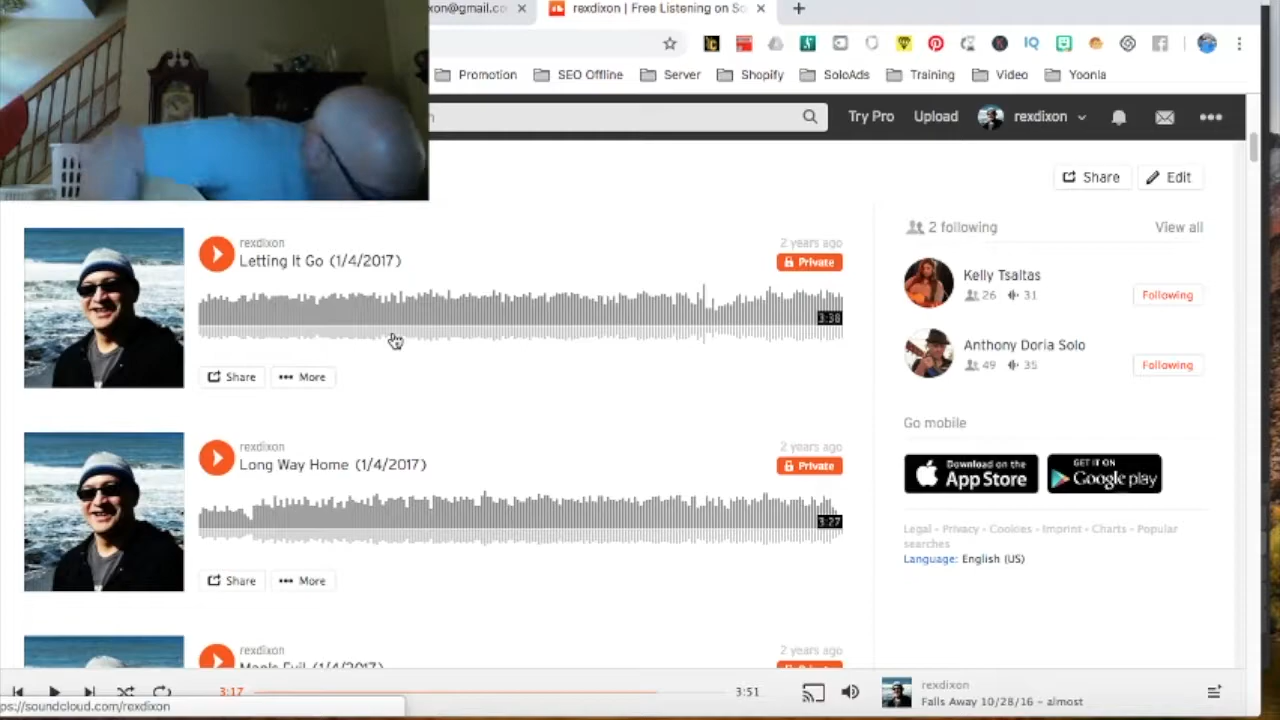 xon@gmail.co
rexdixon | Free Listening on So
Promotion
SEO Offline
Server
Shopify
SoloAds
Training
Video
Yoonla
Try Pro
Upload
rexdixon
Share
Edit
rexdixon
2 years ago
Letting It Go (1/4/2017)
Private
3:38
Share
More
rexdixon
2 years ago
Long Way Home (1/4/2017)
Private
3:27
Share
More
rexdixon
2 years ago
2 following
View all
Kelly Tsaltas
26
31
Following
Anthony Doria Solo
49
35
Following
Go mobile
Download on the
App Store
GET IT ON
Google play
Legal - Privacy - Cookies - Imprint - Charts - Popular
searches
Language: English (US)
3:17
3:51
rexdixon
Falls Away 10/28/16 - almost
ps://soundcloud.com/rexdixon